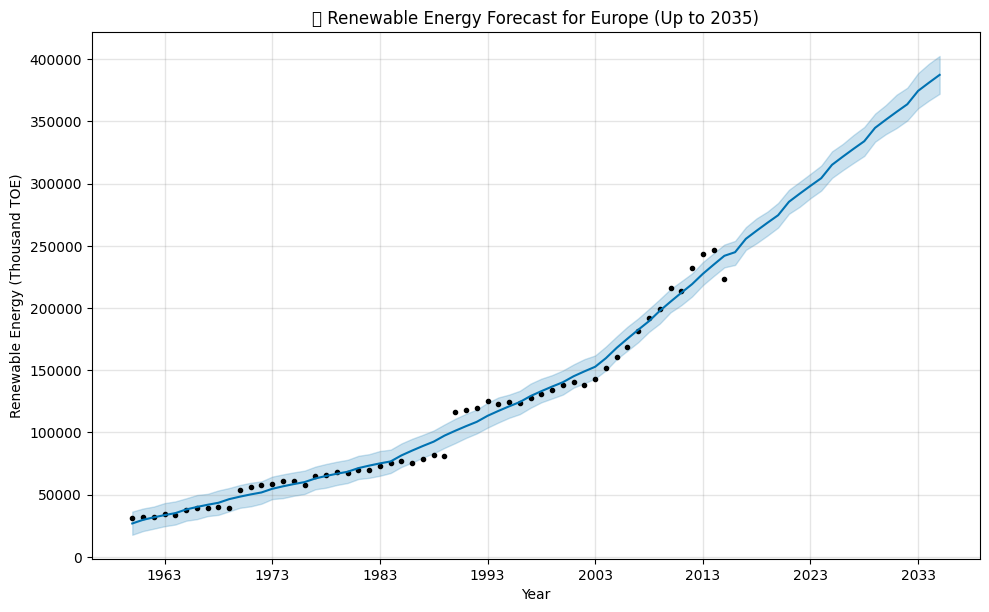 ▯ Renewable Energy Forecast for Europe (Up to 2035)
400000
350000
300000
250000
200000
150000
100000
50000
0
Renewable Energy (Thousand TOE)
1963 1973 1983 1993 2003 2013 2023 2033
Year